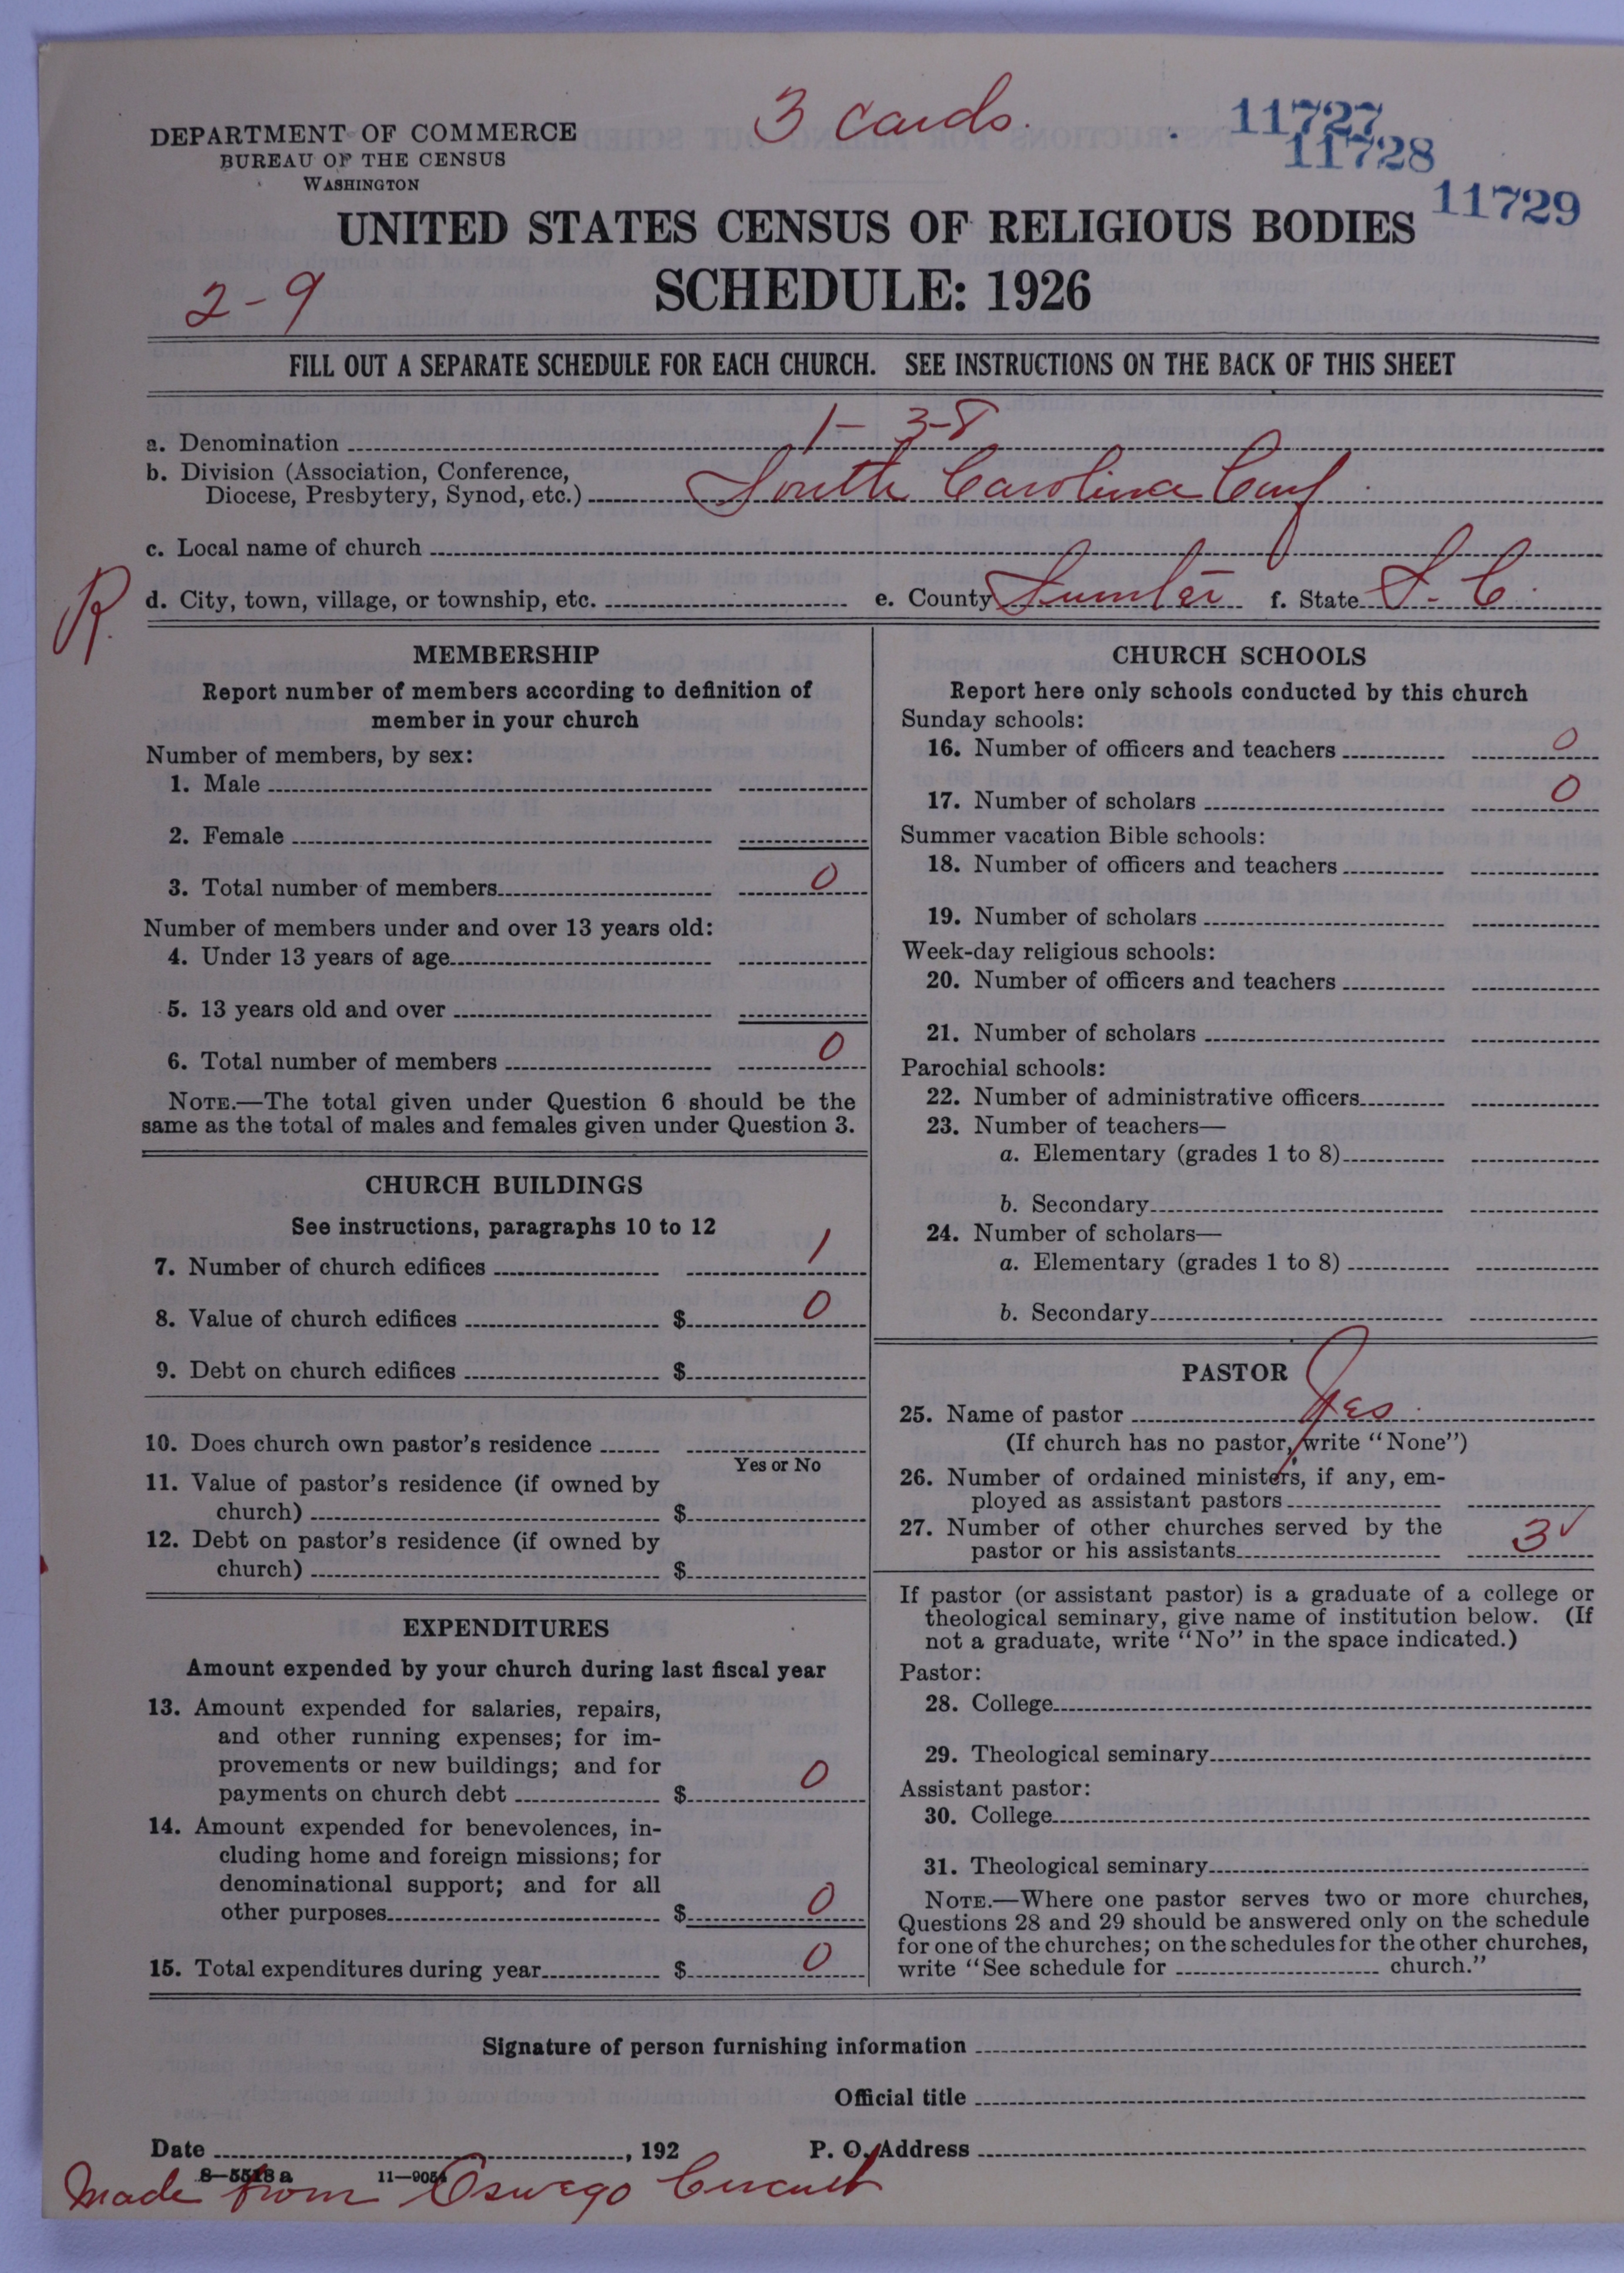 3 cards.
11727
11728
11729
DEPARTMENT OF COMMERCE
BUREAU OF THE CENSUS
WASHINGTON
UNITED STATES CENSUS OF RELIGIOUS BODIES
SCHEDULE: 1926
2-9
FILL OUT A SEPARATE SCHEDULE FOR EACH CHURCH. SEE INSTRUCTIONS ON THE BACK OF THIS SHEET
a. Denomination 1- 3-8
b. Division (Association, Conference,
Diocese, Presbytery, Synod, etc.) South Carolina Conf
c. Local name of church
R.
d. City, town, village, or township, etc. e. County Sumter f. State S. C.
MEMBERSHIP
Report number of members according to definition of
member in your church
Number of members, by sex:
1. Male
2. Female
3. Total number of members 0
Number of members under and over 13 years old:
4. Under 13 years of age
5. 13 years old and over
6. Total number of members 0
NOTE.—The total given under Question 6 should be the
same as the total of males and females given under Question 3.
CHURCH BUILDINGS
See instructions, paragraphs 10 to 12
7. Number of church edifices 1
8. Value of church edifices $ 0
9. Debt on church edifices $
10. Does church own pastor's residence
Yes or No
11. Value of pastor's residence (if owned by
church) $
12. Debt on pastor's residence (if owned by
church) $
EXPENDITURES
Amount expended by your church during last fiscal year
13. Amount expended for salaries, repairs,
and other running expenses; for im-
provements or new buildings; and for
payments on church debt $ 0
14. Amount expended for benevolences, in-
cluding home and foreign missions; for
denominational support; and for all
other purposes $ 0
15. Total expenditures during year $ 0
CHURCH SCHOOLS
Report here only schools conducted by this church
Sunday schools:
16. Number of officers and teachers 0
17. Number of scholars 0
Summer vacation Bible schools:
18. Number of officers and teachers
19. Number of scholars
Week-day religious schools:
20. Number of officers and teachers
21. Number of scholars
Parochial schools:
22. Number of administrative officers
23. Number of teachers—
a. Elementary (grades 1 to 8)
b. Secondary
24. Number of scholars—
a. Elementary (grades 1 to 8)
b. Secondary
PASTOR
25. Name of pastor Yes
(If church has no pastor, write "None")
26. Number of ordained ministers, if any, em-
ployed as assistant pastors
27. Number of other churches served by the
pastor or his assistants 3 ✓
If pastor (or assistant pastor) is a graduate of a college or
theological seminary, give name of institution below. (If
not a graduate, write "No" in the space indicated.)
Pastor:
28. College
29. Theological seminary
Assistant pastor:
30. College
31. Theological seminary
NOTE.—Where one pastor serves two or more churches,
Questions 28 and 29 should be answered only on the schedule
for one of the churches; on the schedules for the other churches,
write "See schedule for church."
Signature of person furnishing information
Official title
Date , 192 P. O. Address
8—5518 a 11—9054
Made from Oswego Circuit